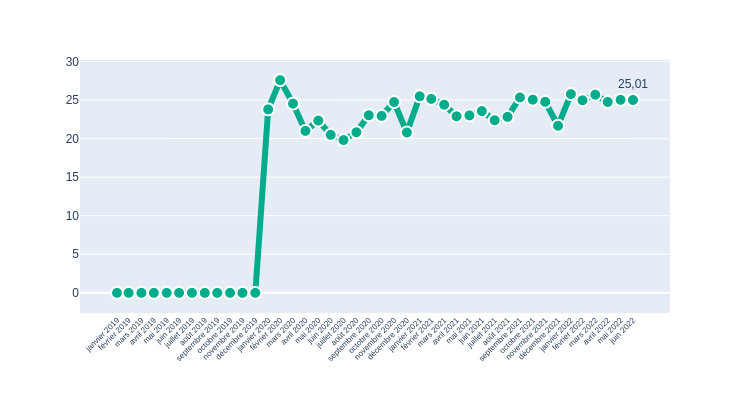 30
25
20
15
10
5
0
25,01
janvier 2019
février 2019
mars 2019
avril 2019
mai 2019
juin 2019
juillet 2019
août 2019
septembre 2019
octobre 2019
novembre 2019
décembre 2019
janvier 2020
février 2020
mars 2020
avril 2020
mai 2020
juin 2020
juillet 2020
août 2020
septembre 2020
octobre 2020
novembre 2020
décembre 2020
janvier 2021
février 2021
mars 2021
avril 2021
mai 2021
juin 2021
juillet 2021
août 2021
septembre 2021
octobre 2021
novembre 2021
décembre 2021
janvier 2022
février 2022
mars 2022
avril 2022
mai 2022
juin 2022